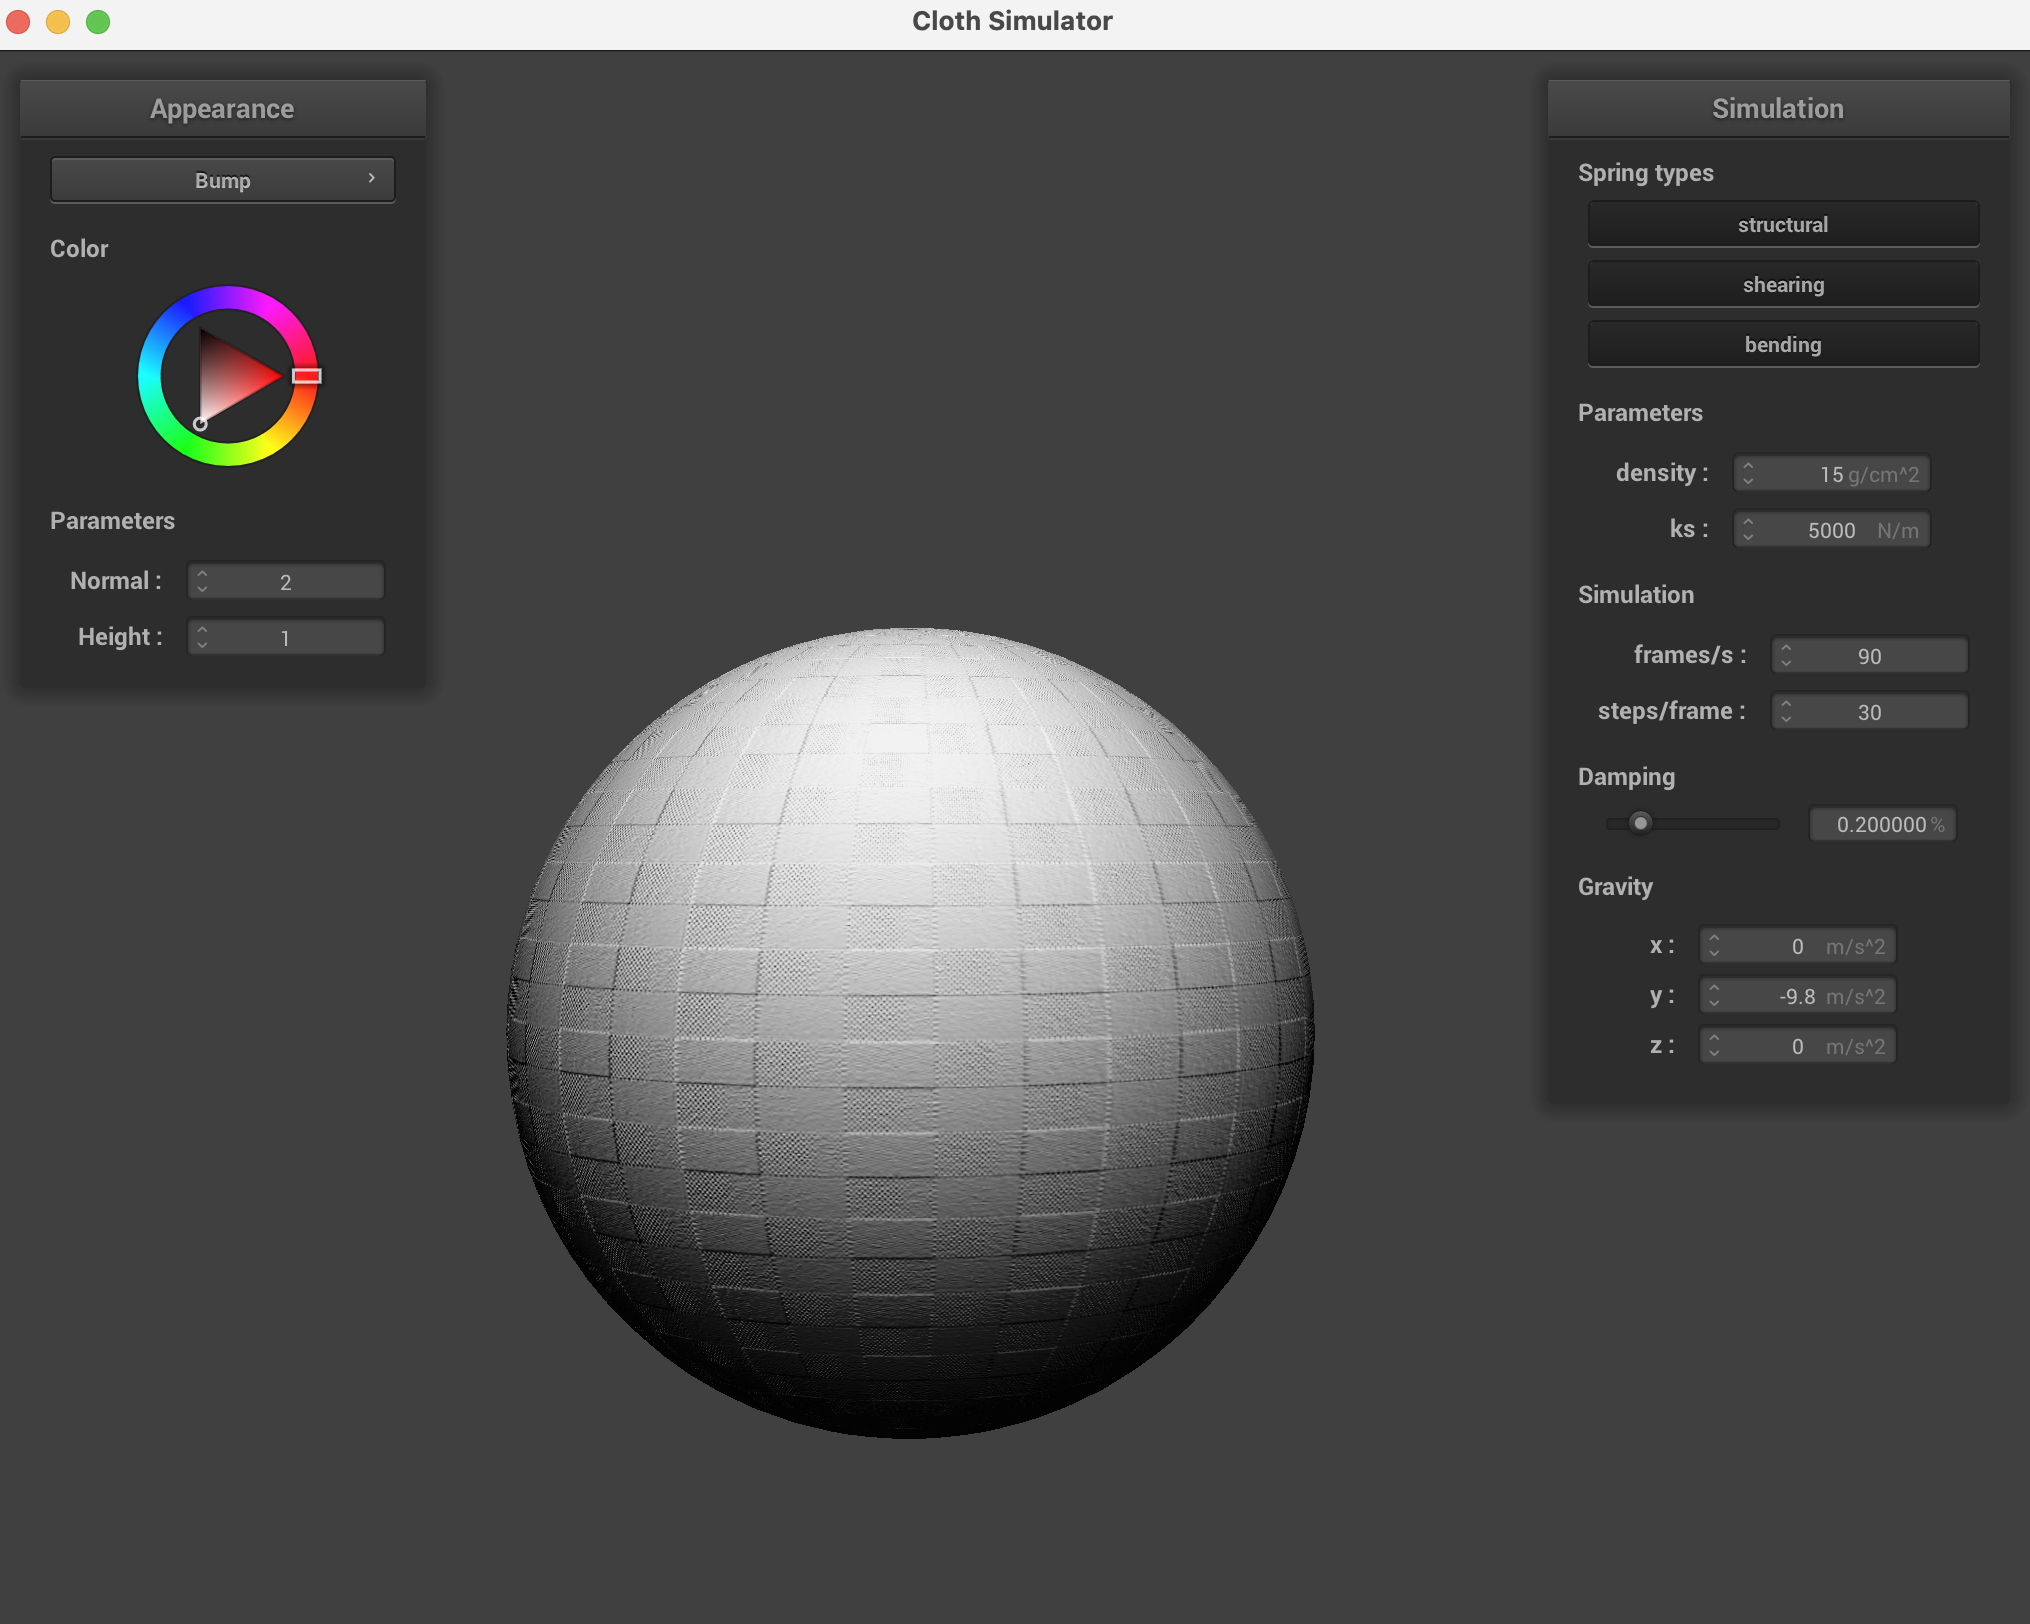 Cloth Simulator
Appearance
Bump
Color
Parameters
Normal : 2
Height : 1
Simulation
Spring types
structural
shearing
bending
Parameters
density : 15 g/cm^2
ks : 5000 N/m
Simulation
frames/s : 90
steps/frame : 30
Damping
0.200000 %
Gravity
x : 0 m/s^2
y : -9.8 m/s^2
z : 0 m/s^2